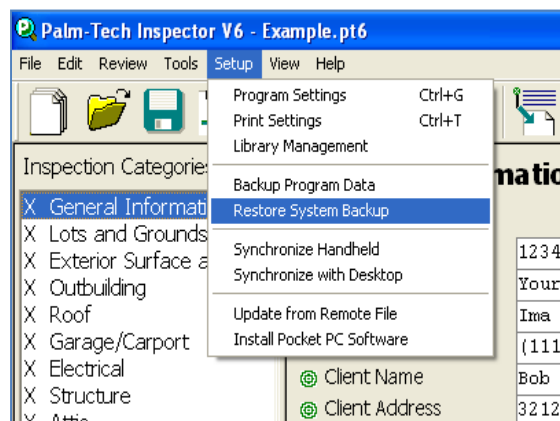 Palm-Tech Inspector V6 - Example.pt6
File Edit Review Tools Setup View Help
Program Settings Ctrl+G
Print Settings Ctrl+T
Library Management
Backup Program Data
Restore System Backup
Synchronize Handheld
Synchronize with Desktop
Update from Remote File
Install Pocket PC Software
Inspection Categorie
X General Informati
X Lots and Grounds
X Exterior Surface a
X Outbuilding
X Roof
X Garage/Carport
X Electrical
X Structure
X Attic
matio
1234
Your
Ima
(111
Client Name Bob
Client Address 3212